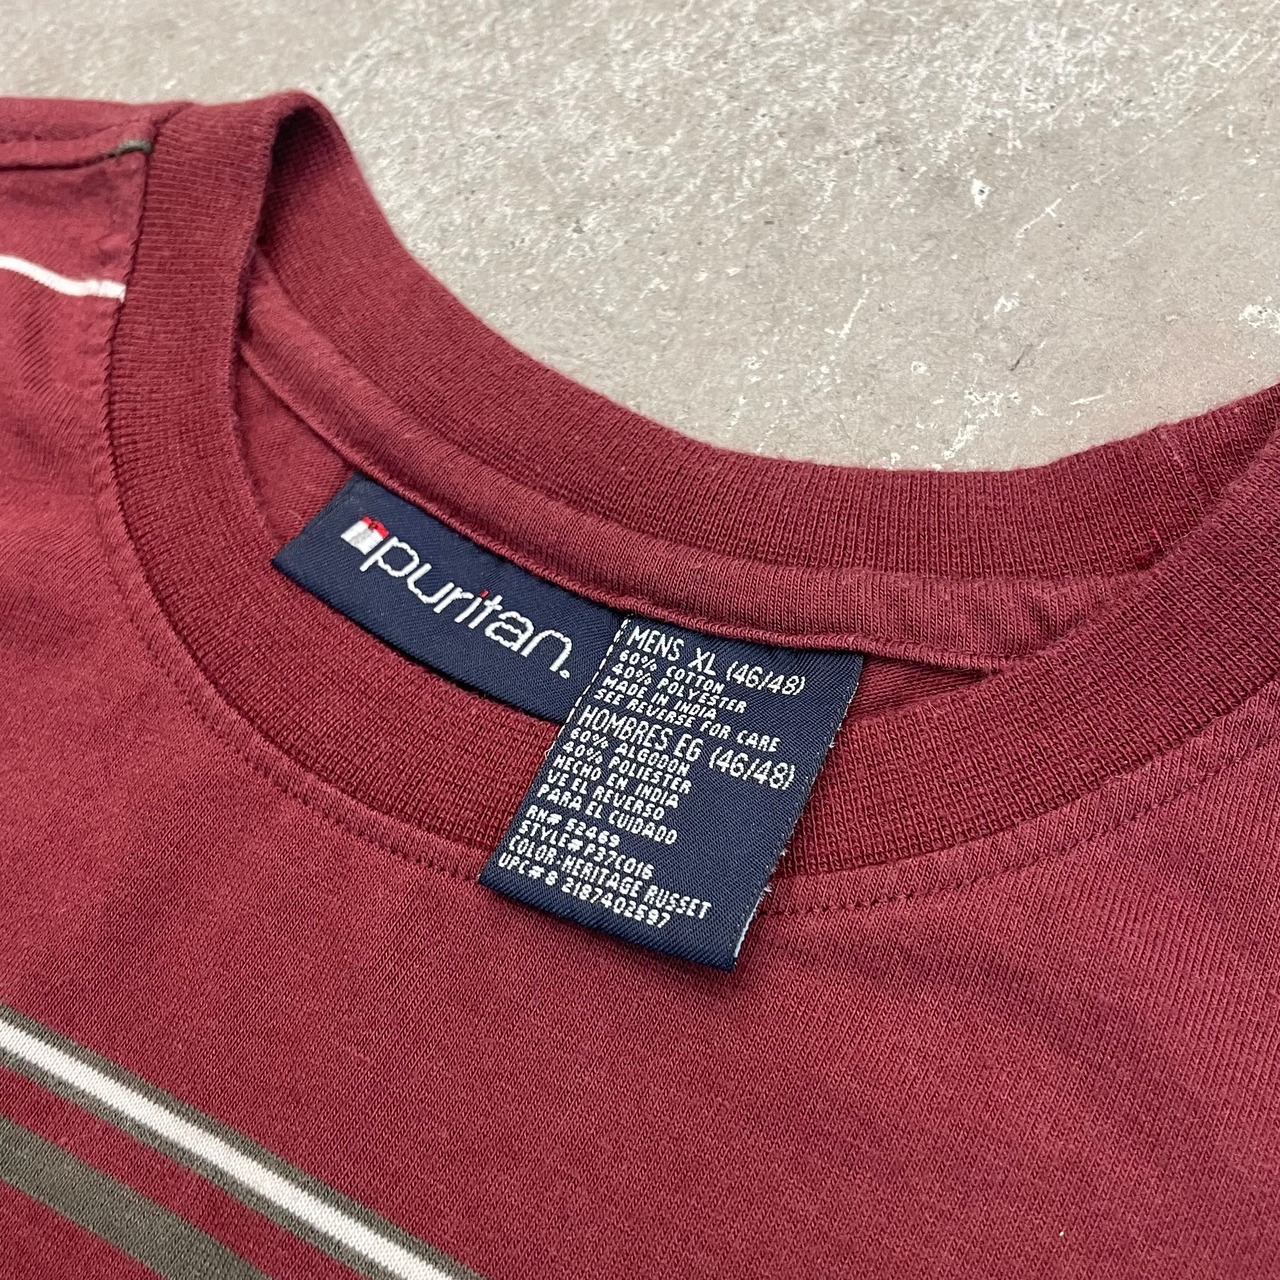 puritan.
MENS XL (46/48)
60% COTTON
40% POLYESTER
MADE IN INDIA
SEE REVERSE FOR CARE
HOMBRES EG (46/48)
60% ALGODON
40% POLIESTER
HECHO EN INDIA
VE EL REVERSO
PARA EL CUIDADO
RN# 52469
STYLE# P37C016
COLOR: HERITAGE RUSSET
UPC# 8 2187402597